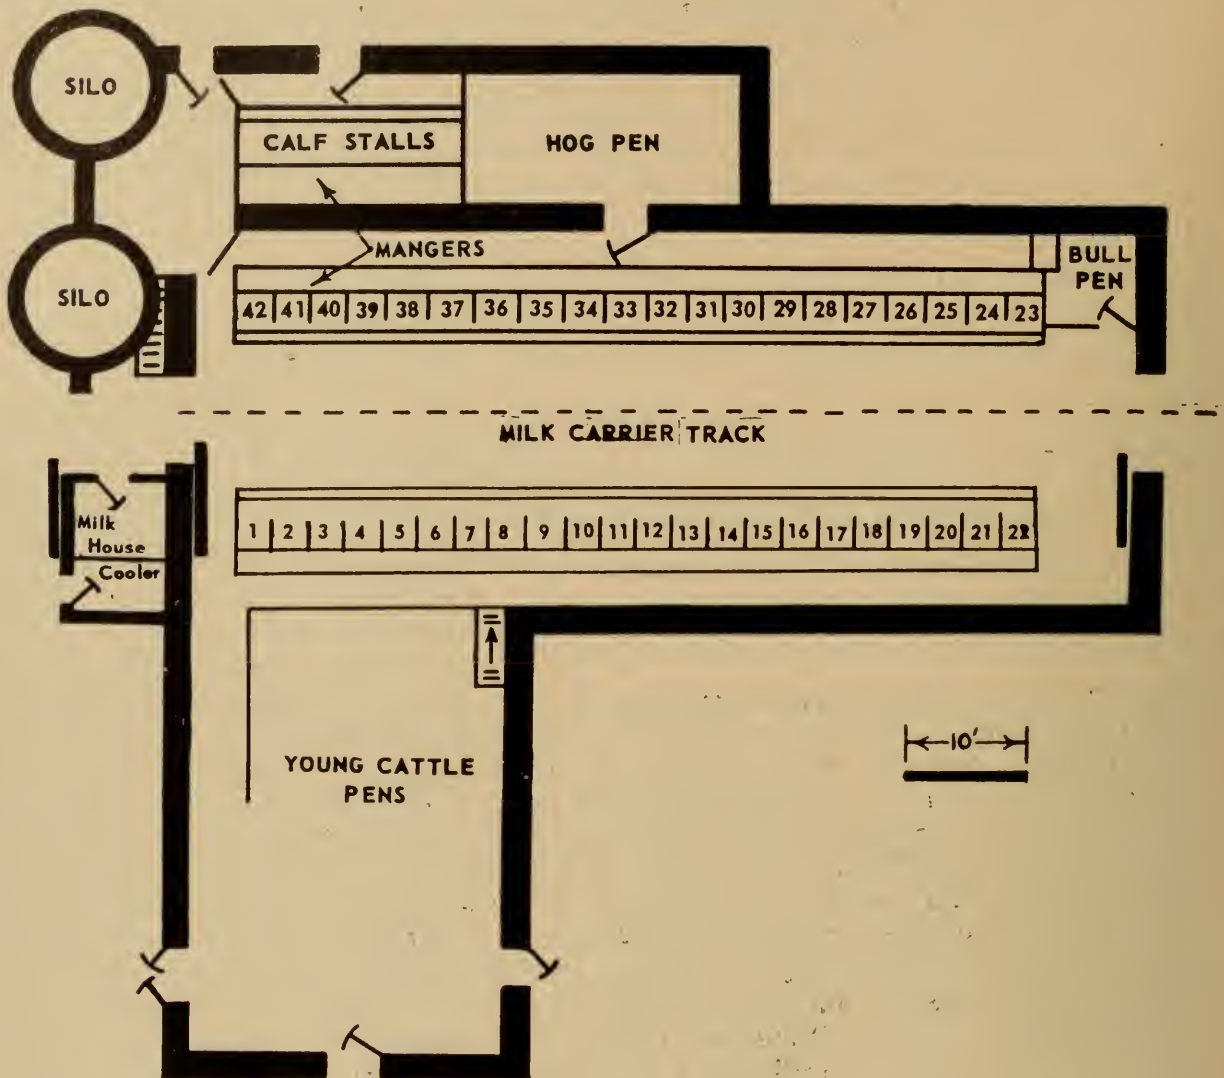 SILO
CALF STALLS
HOG PEN
MANGERS
BULL
PEN
SILO
42 41 40 39 38 37 36 35 34 33 32 31 30 29 28 27 26 25 24 23
MILK CARRIER TRACK
1 2 3 4 5 6 7 8 9 10 11 12 13 14 15 16 17 18 19 20 21 22
Milk
House
Cooler
10'
YOUNG CATTLE
PENS